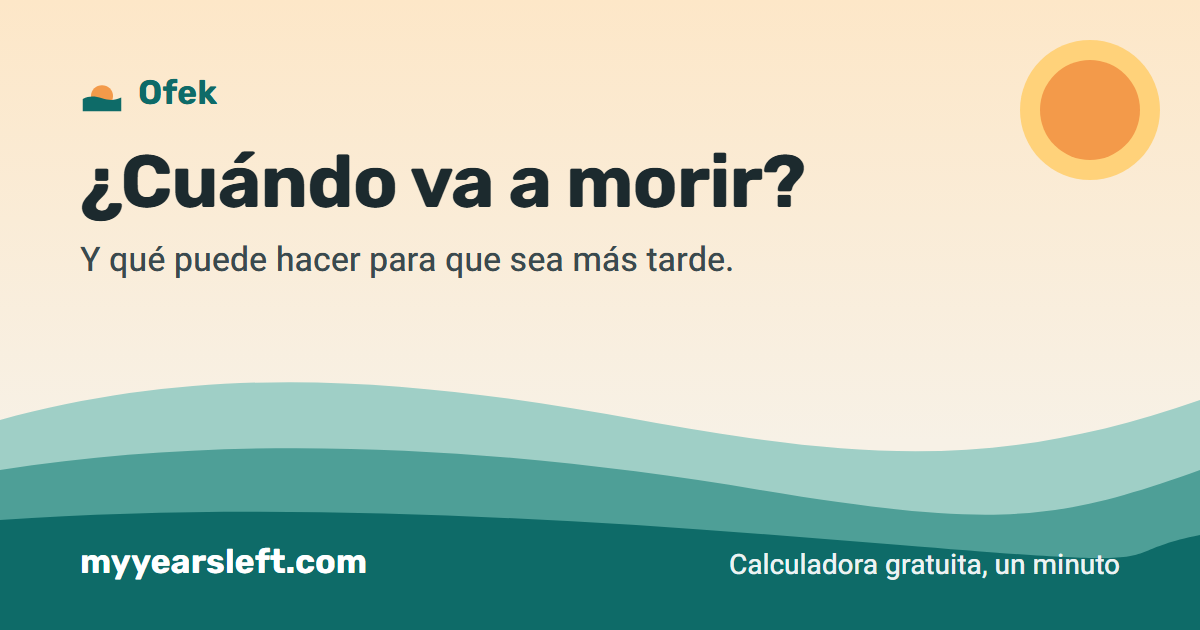 Ofek
¿Cuándo va a morir?
Y qué puede hacer para que sea más tarde.
myyearsleft.com
Calculadora gratuita, un minuto